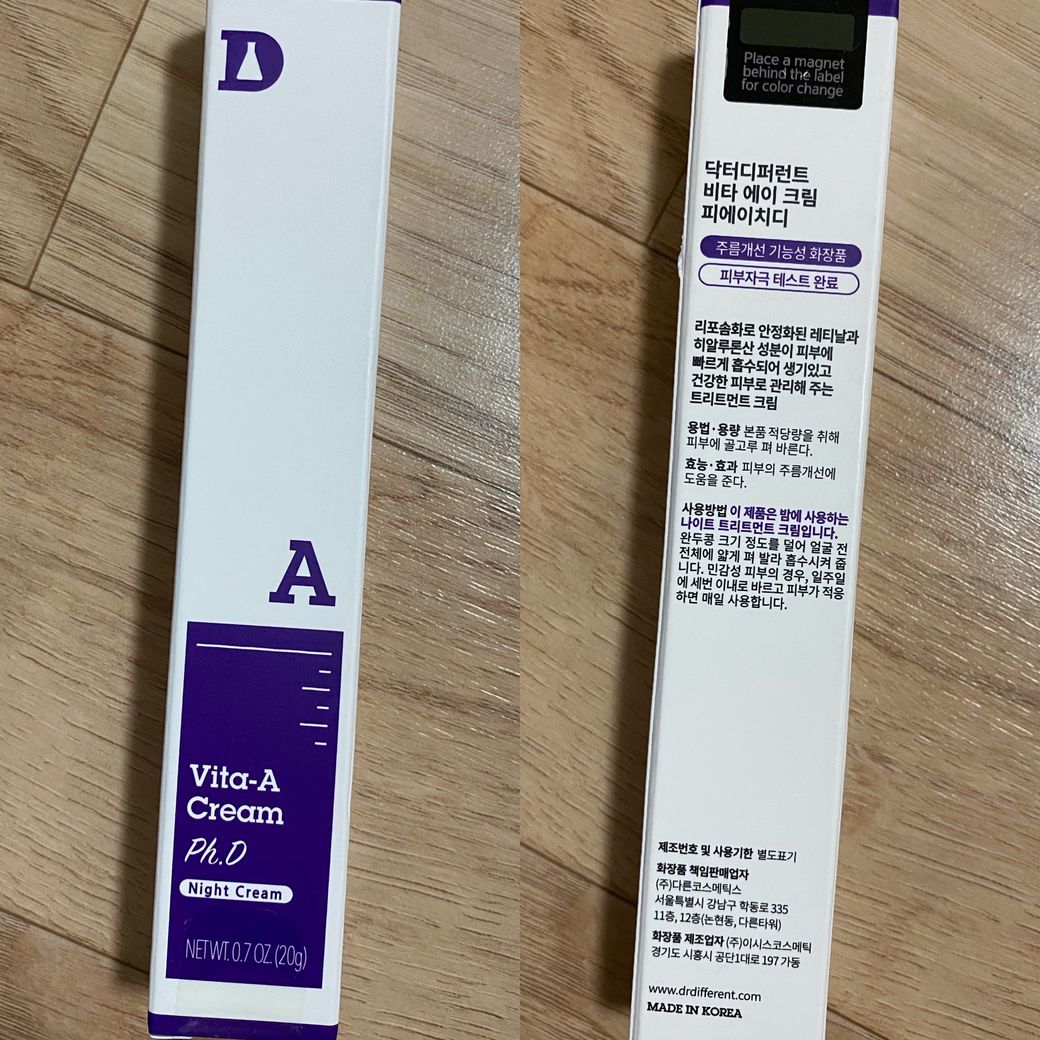 D
A
Vita-A
Cream
Ph.D
Night Cream
NETWT. 0.7 OZ. (20g)
Place a magnet
behind the label
for color change
닥터디퍼런트
비타 에이 크림
피에이치디
주름개선 기능성 화장품
피부자극 테스트 완료
리포솜화로 안정화된 레티날과
히알루론산 성분이 피부에
빠르게 흡수되어 생기있고
건강한 피부로 관리해 주는
트리트먼트 크림
용법·용량 본품 적당량을 취해
피부에 골고루 펴 바른다.
효능·효과 피부의 주름개선에
도움을 준다.
사용방법 이 제품은 밤에 사용하는
나이트 트리트먼트 크림입니다.
완두콩 크기 정도를 덜어 얼굴 전
전체에 얇게 펴 발라 흡수시켜 줍
니다. 민감성 피부의 경우, 일주일
에 세번 이내로 바르고 피부가 적응
하면 매일 사용합니다.
제조번호 및 사용기한 별도표기
화장품 책임판매업자
(주)다른코스메틱스
서울특별시 강남구 학동로 335
11층, 12층(논현동, 다른타워)
화장품 제조업자 (주)이시스코스메틱
경기도 시흥시 공단1대로 197 가동
www.drdifferent.com
MADE IN KOREA